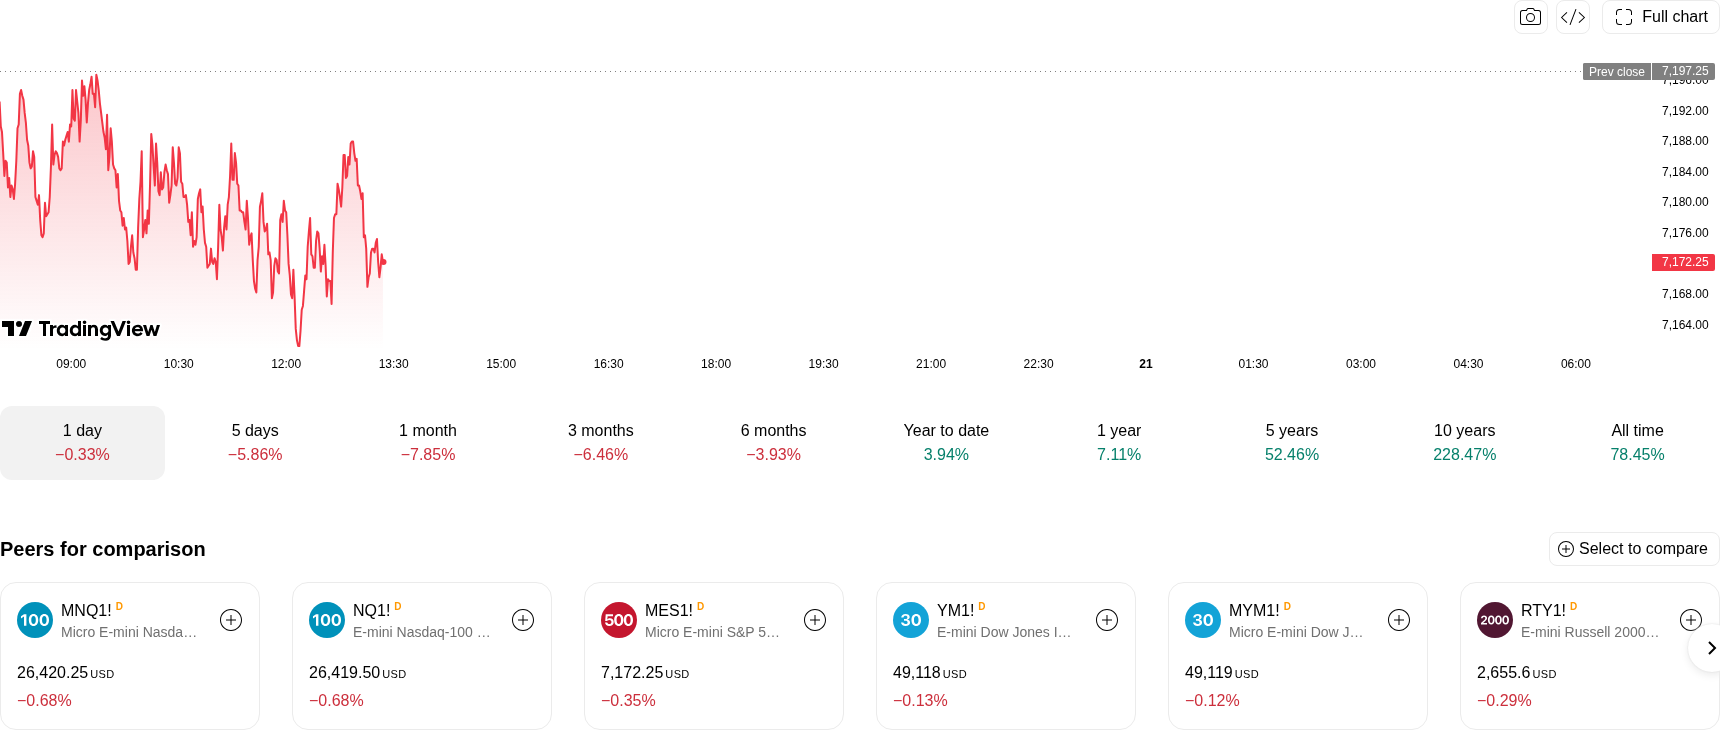 Full chart
Prev close 7,197.25
7,196.00
7,192.00
7,188.00
7,184.00
7,180.00
7,176.00
7,172.25
7,168.00
7,164.00
TradingView
09:00 10:30 12:00 13:30 15:00 16:30 18:00 19:30 21:00 22:30 21 01:30 03:00 04:30 06:00
1 day 5 days 1 month 3 months 6 months Year to date 1 year 5 years 10 years All time
−0.33% −5.86% −7.85% −6.46% −3.93% 3.94% 7.11% 52.46% 228.47% 78.45%
Peers for comparison
Select to compare
100 MNQ1! D
Micro E-mini Nasda…
26,420.25 USD
−0.68%
100 NQ1! D
E-mini Nasdaq-100 …
26,419.50 USD
−0.68%
500 MES1! D
Micro E-mini S&P 5…
7,172.25 USD
−0.35%
30 YM1! D
E-mini Dow Jones I…
49,118 USD
−0.13%
30 MYM1! D
Micro E-mini Dow J…
49,119 USD
−0.12%
2000 RTY1! D
E-mini Russell 2000…
2,655.6 USD
−0.29%